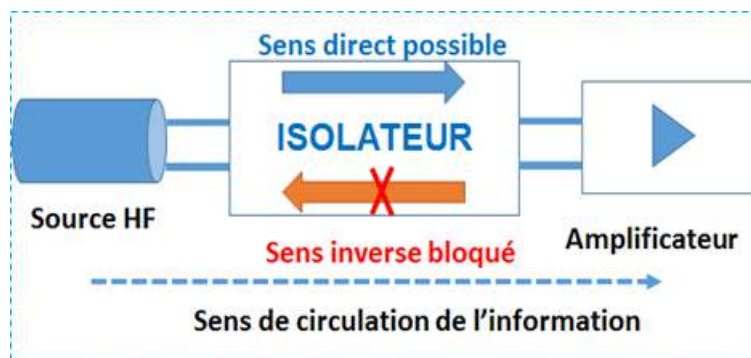 Sens direct possible
ISOLATEUR
Source HF
Sens inverse bloqué
Amplificateur
Sens de circulation de l’information